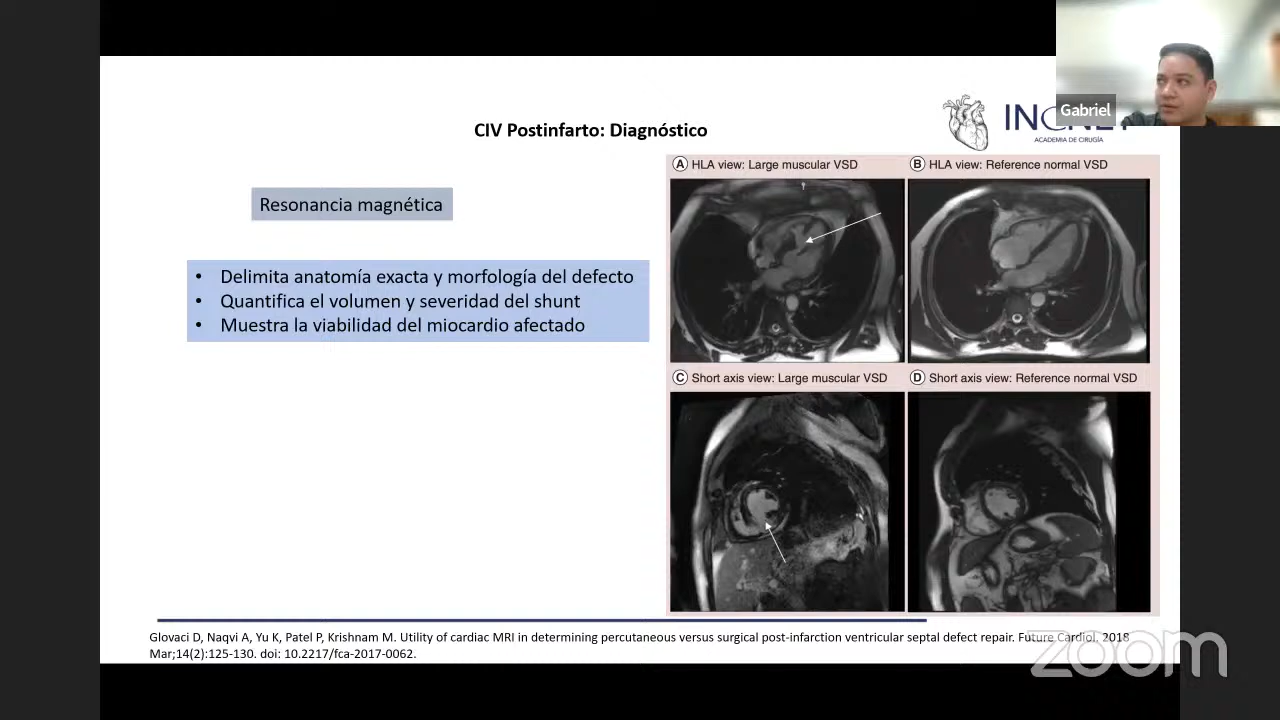 Gabriel
CIV Postinfarto: Diagnóstico
ACADEMIA DE CIRUGÍA
Resonancia magnética
• Delimita anatomía exacta y morfología del defecto
• Quantifica el volumen y severidad del shunt
• Muestra la viabilidad del miocardio afectado
A HLA view: Large muscular VSD
B HLA view: Reference normal VSD
C Short axis view: Large muscular VSD
D Short axis view: Reference normal VSD
Glovaci D, Naqvi A, Yu K, Patel P, Krishnam M. Utility of cardiac MRI in determining percutaneous versus surgical post-infarction ventricular septal defect repair. Future Cardiol. 2018
Mar;14(2):125-130. doi: 10.2217/fca-2017-0062.
zoom